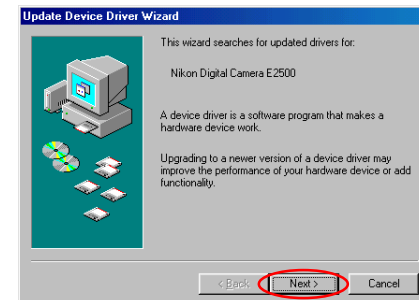 Update Device Driver Wizard
This wizard searches for updated drivers for:
Nikon Digital Camera E2500
A device driver is a software program that makes a
hardware device work.
Upgrading to a newer version of a device driver may
improve the performance of your hardware device or add
functionality.
< Back
Next >
Cancel